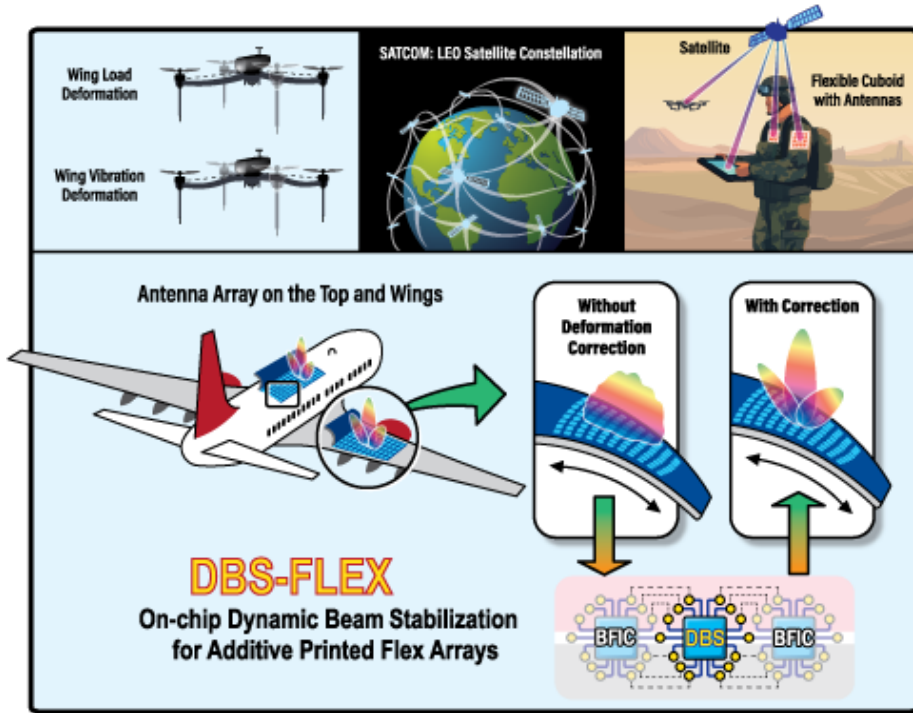 Wing Load
Deformation
Wing Vibration
Deformation
SATCOM: LEO Satellite Constellation
Satellite
Flexible Cuboid
with Antennas
Antenna Array on the Top and Wings
Without
Deformation
Correction
With Correction
DBS-FLEX
On-chip Dynamic Beam Stabilization
for Additive Printed Flex Arrays
BFIC
DBS
BFIC